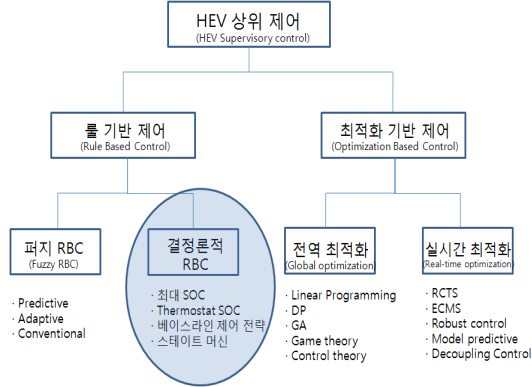 HEV 상위 제어
(HEV Supervisory control)
룰 기반 제어
(Rule Based Control)
최적화 기반 제어
(Optimization Based Control)
퍼지 RBC
(Fuzzy RBC)
· Predictive
· Adaptive
· Conventional
결정론적
RBC
· 최대 SOC
· Thermostat SOC
· 베이스라인 제어 전략
· 스테이트 머신
전역 최적화
(Global optimization)
· Linear Programming
· DP
· GA
· Game theory
· Control theory
실시간 최적화
(Real-time optimization)
· RCTS
· ECMS
· Robust control
· Model predictive
· Decoupling Control